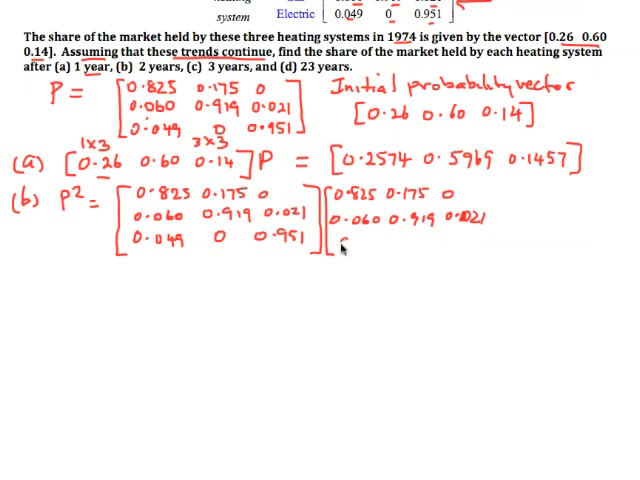 Electric 0.049 0 0.951
system
The share of the market held by these three heating systems in 1974 is given by the vector [0.26 0.60
0.14]. Assuming that these trends continue, find the share of the market held by each heating system
after (a) 1 year, (b) 2 years, (c) 3 years, and (d) 23 years.
P = [0.825 0.175 0
0.060 0.919 0.021
0.049 0 0.951]
Initial probability vector
[0.26 0.60 0.14]
1x3 3x3
(a) [0.26 0.60 0.14] P = [0.2574 0.5969 0.1457]
(b) P² = [0.825 0.175 0
0.060 0.919 0.021
0.049 0 0.951]
[0.825 0.175 0
0.060 0.919 0.021